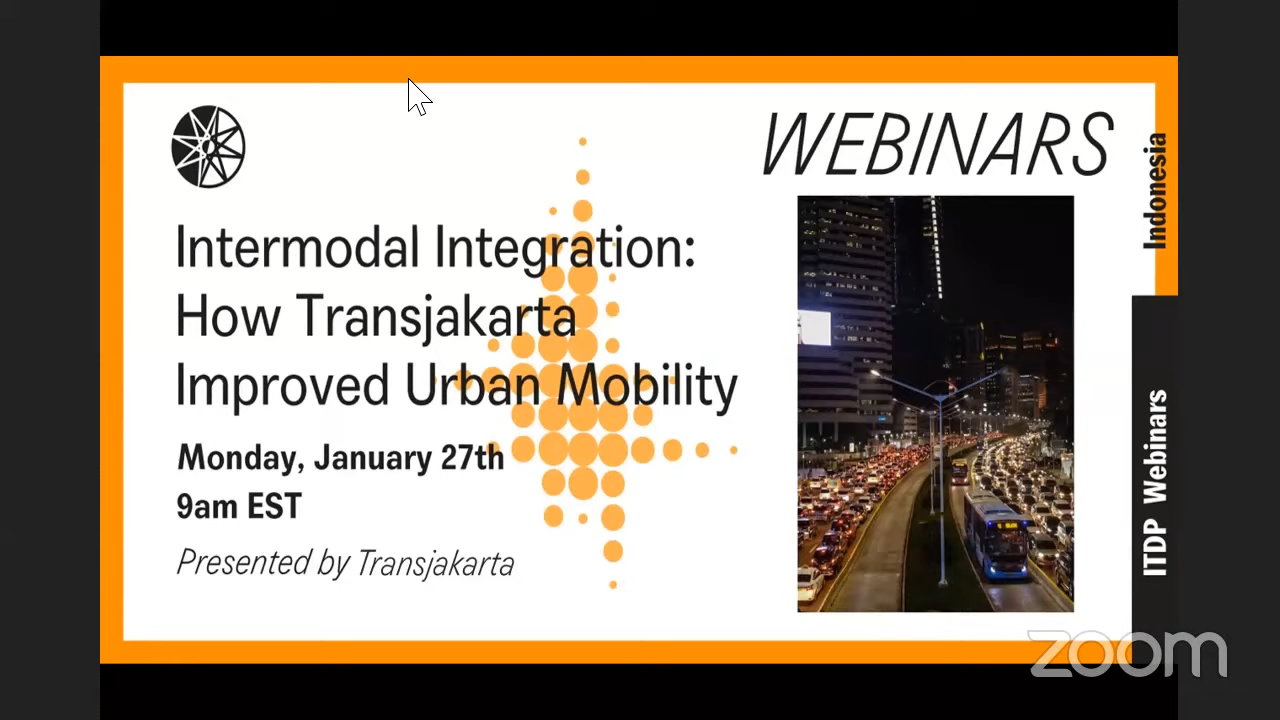 WEBINARS
Intermodal Integration:
How Transjakarta
Improved Urban Mobility
Monday, January 27th
9am EST
Presented by Transjakarta
Indonesia
ITDP Webinars
zoom